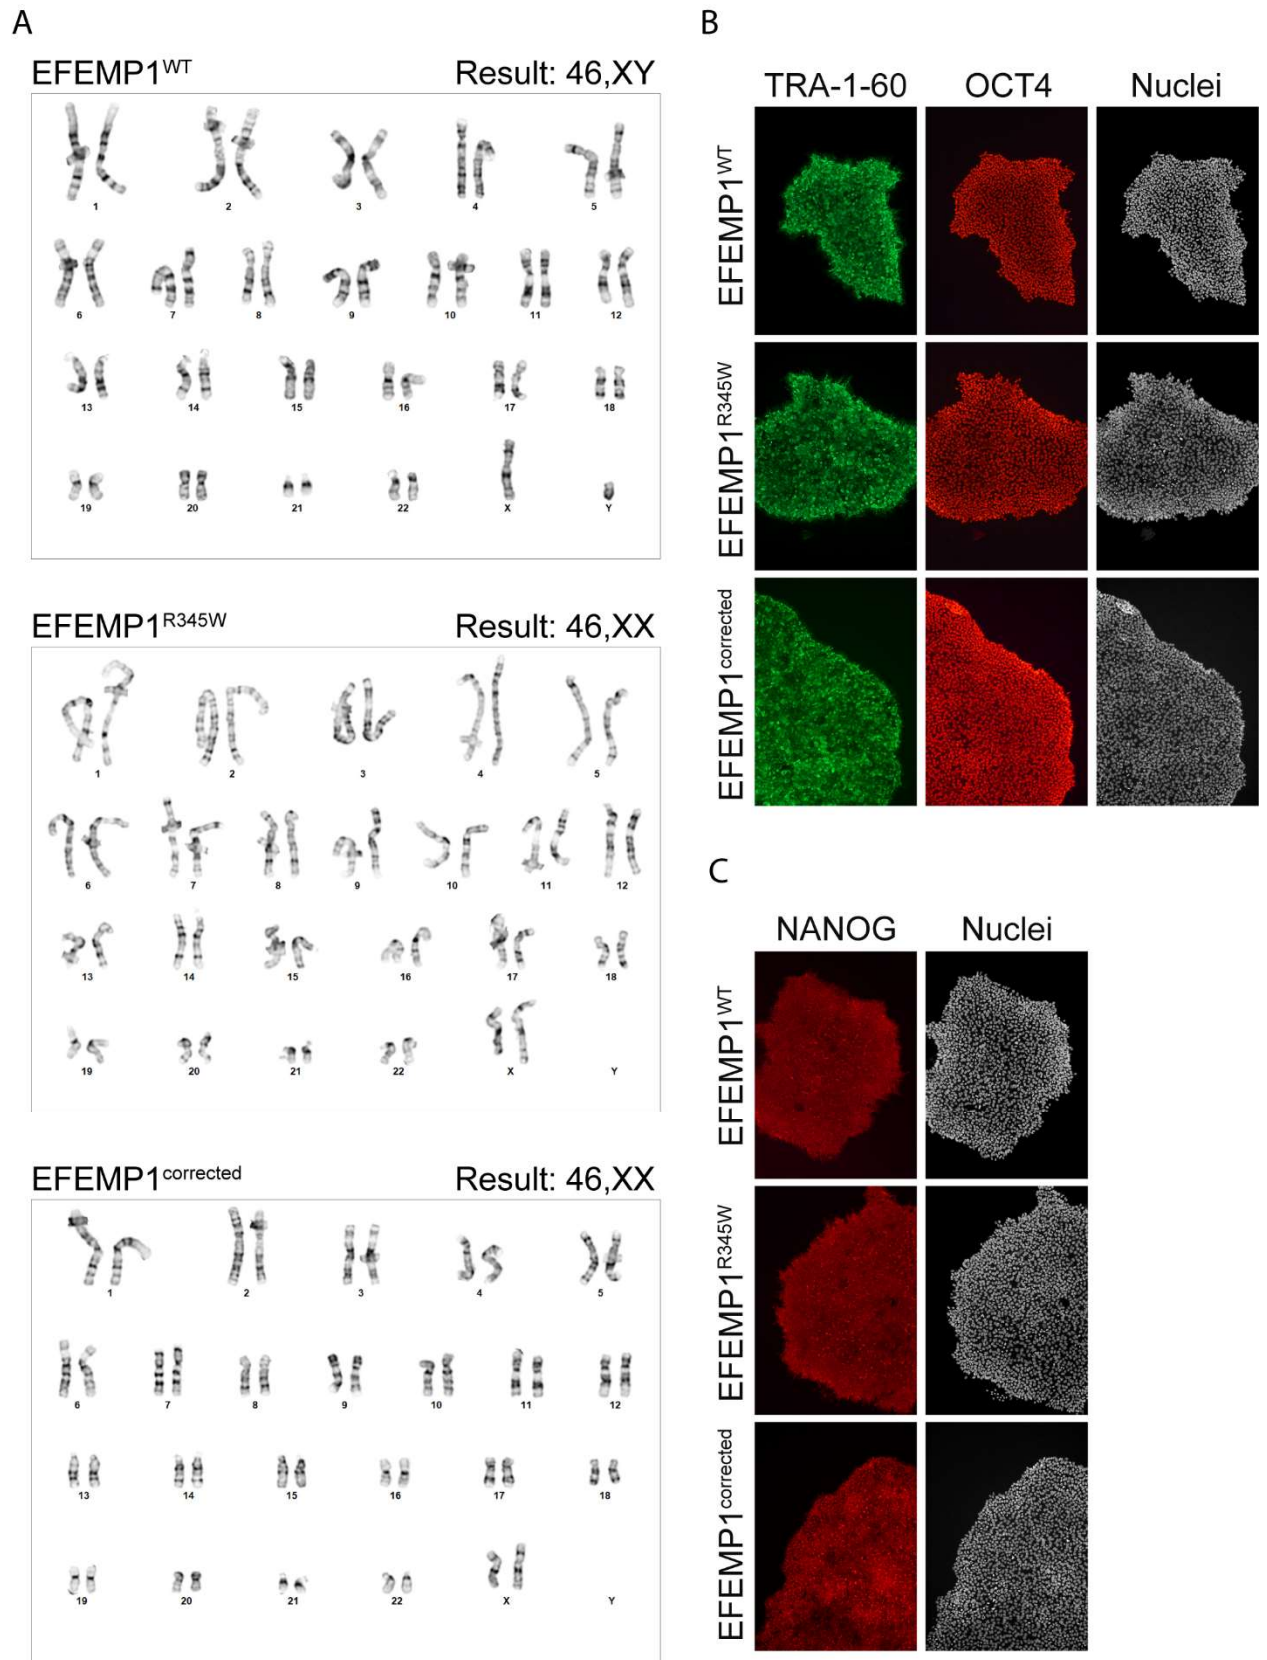 A
EFEMP1WT Result: 46,XY
1 2 3 4 5
6 7 8 9 10 11 12
13 14 15 16 17 18
19 20 21 22 X Y
EFEMP1R345W Result: 46,XX
1 2 3 4 5
6 7 8 9 10 11 12
13 14 15 16 17 18
19 20 21 22 X Y
EFEMP1corrected Result: 46,XX
1 2 3 4 5
6 7 8 9 10 11 12
13 14 15 16 17 18
19 20 21 22 X Y
B
TRA-1-60 OCT4 Nuclei
EFEMP1WT
EFEMP1R345W
EFEMP1corrected
C
NANOG Nuclei
EFEMP1WT
EFEMP1R345W
EFEMP1corrected